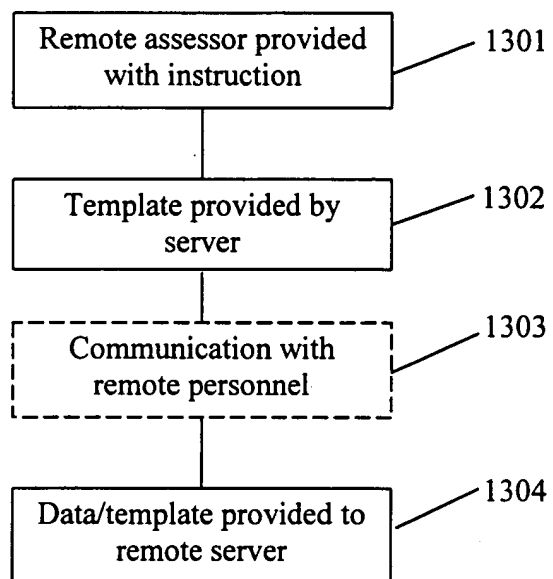 Remote assessor provided
with instruction
1301
Template provided by
server
1302
Communication with
remote personnel
1303
Data/template provided to
remote server
1304